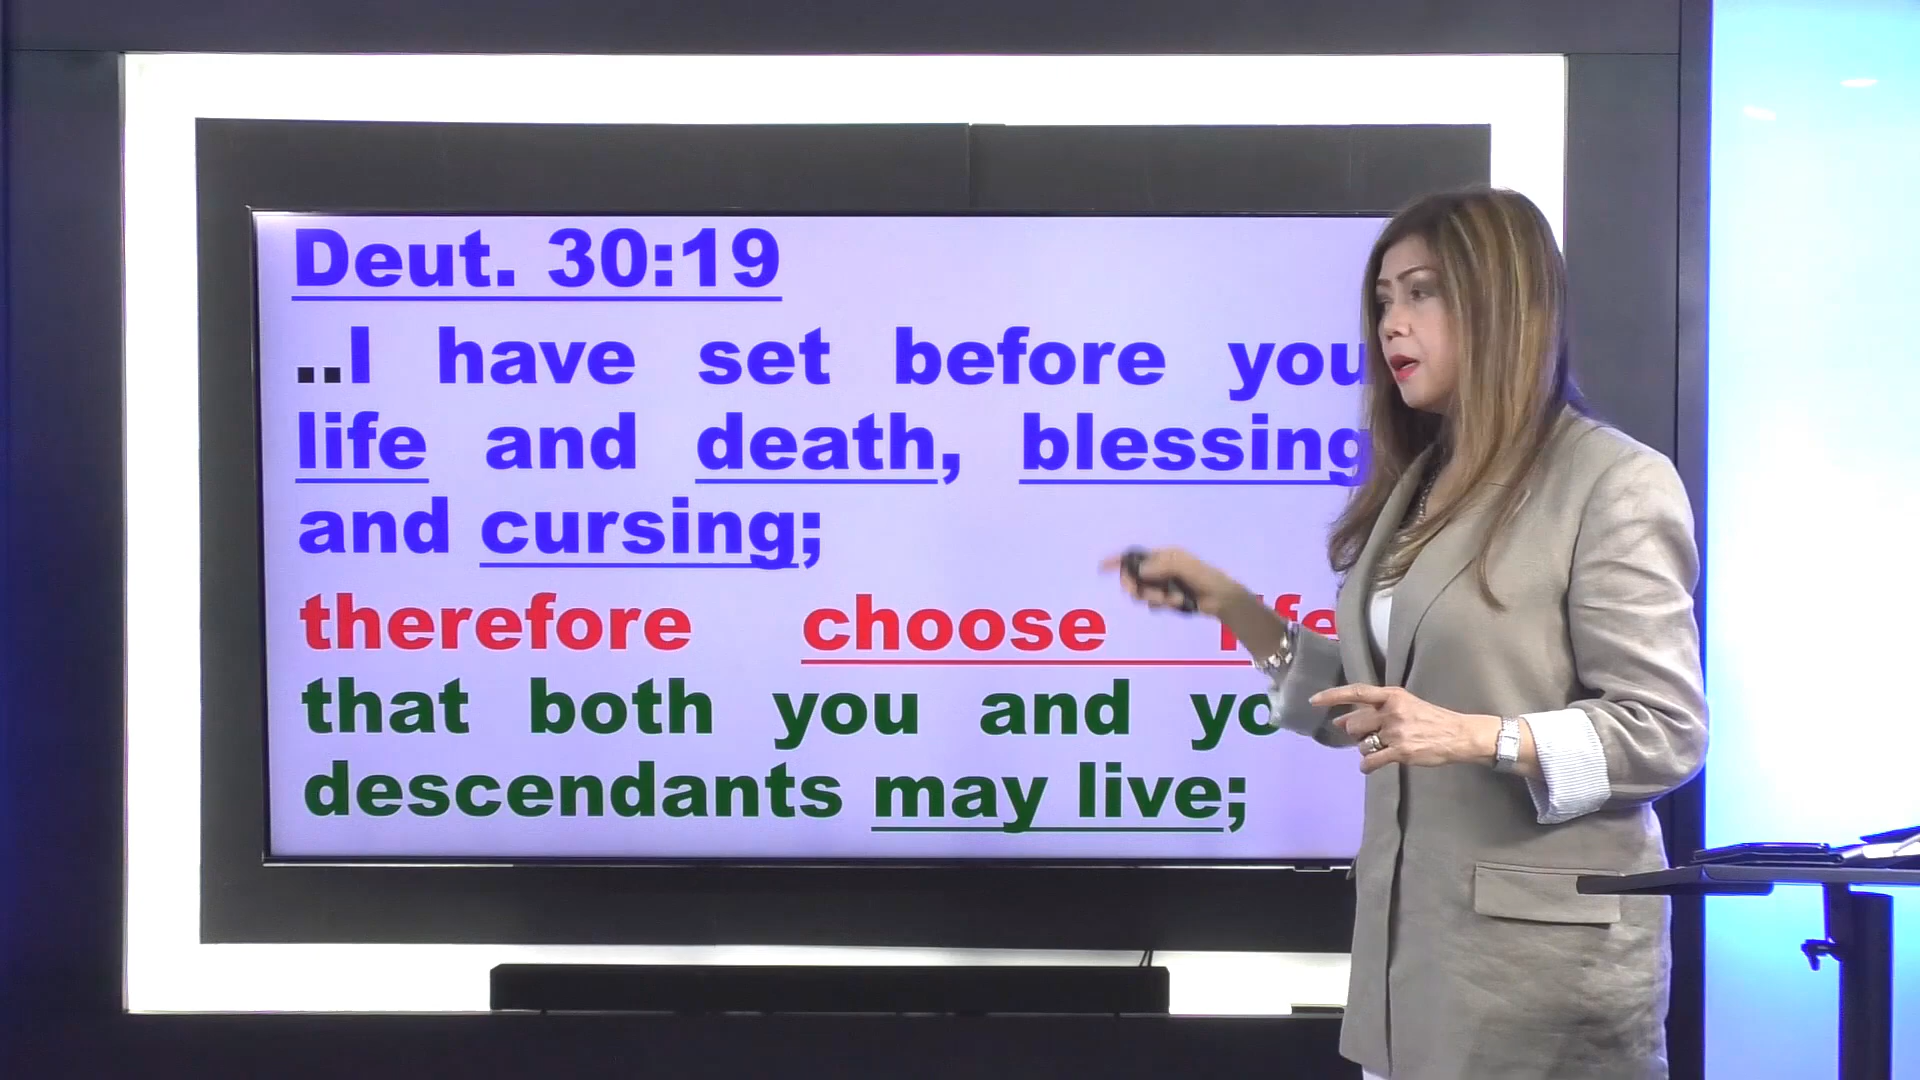 Deut. 30:19
..I have set before you
life and death, blessing
and cursing;
therefore choose life
that both you and
descendants may live;